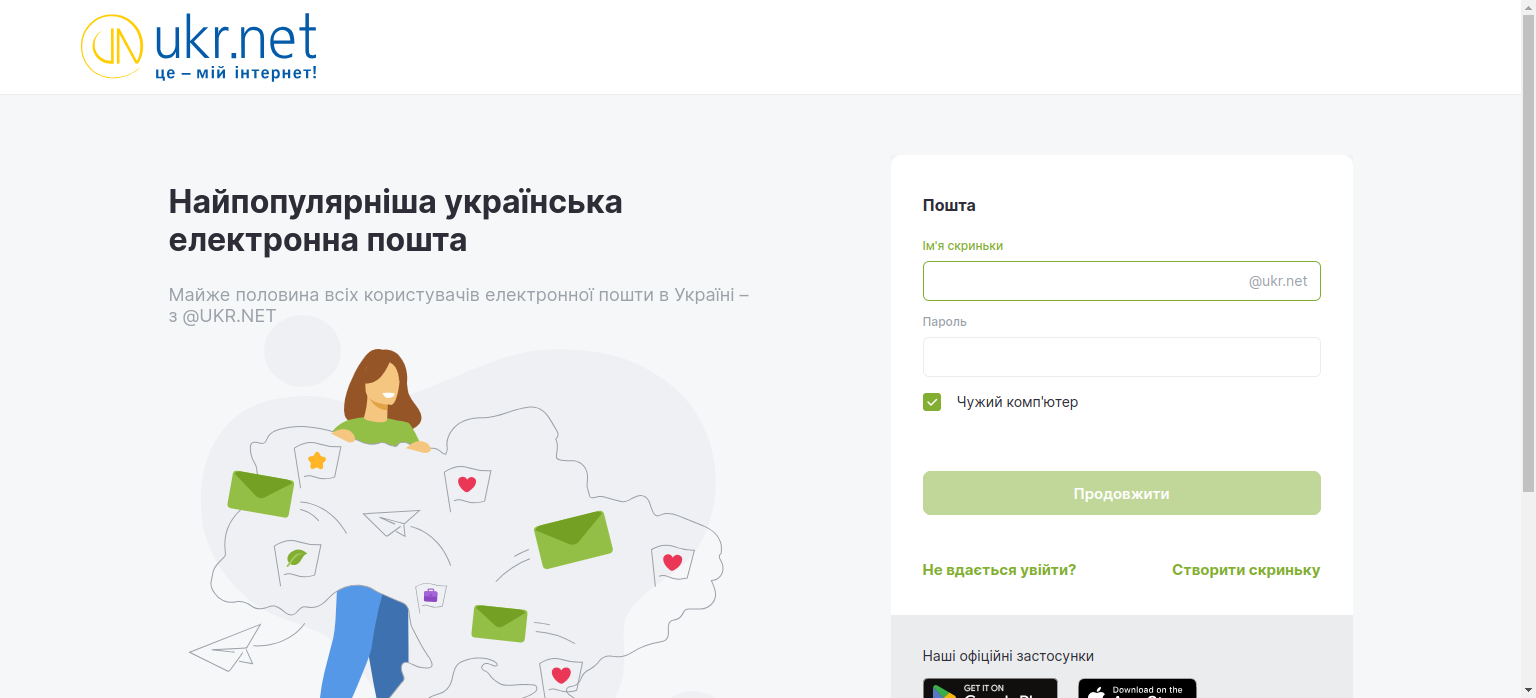 ukr.net
це – мій інтернет!
Найпопулярніша українська
електронна пошта
Майже половина всіх користувачів електронної пошти в Україні –
з @UKR.NET
Пошта
Ім'я скриньки
@ukr.net
Пароль
Чужий комп'ютер
Продовжити
Не вдається увійти?
Створити скриньку
Наші офіційні застосунки
GET IT ON
Download on the